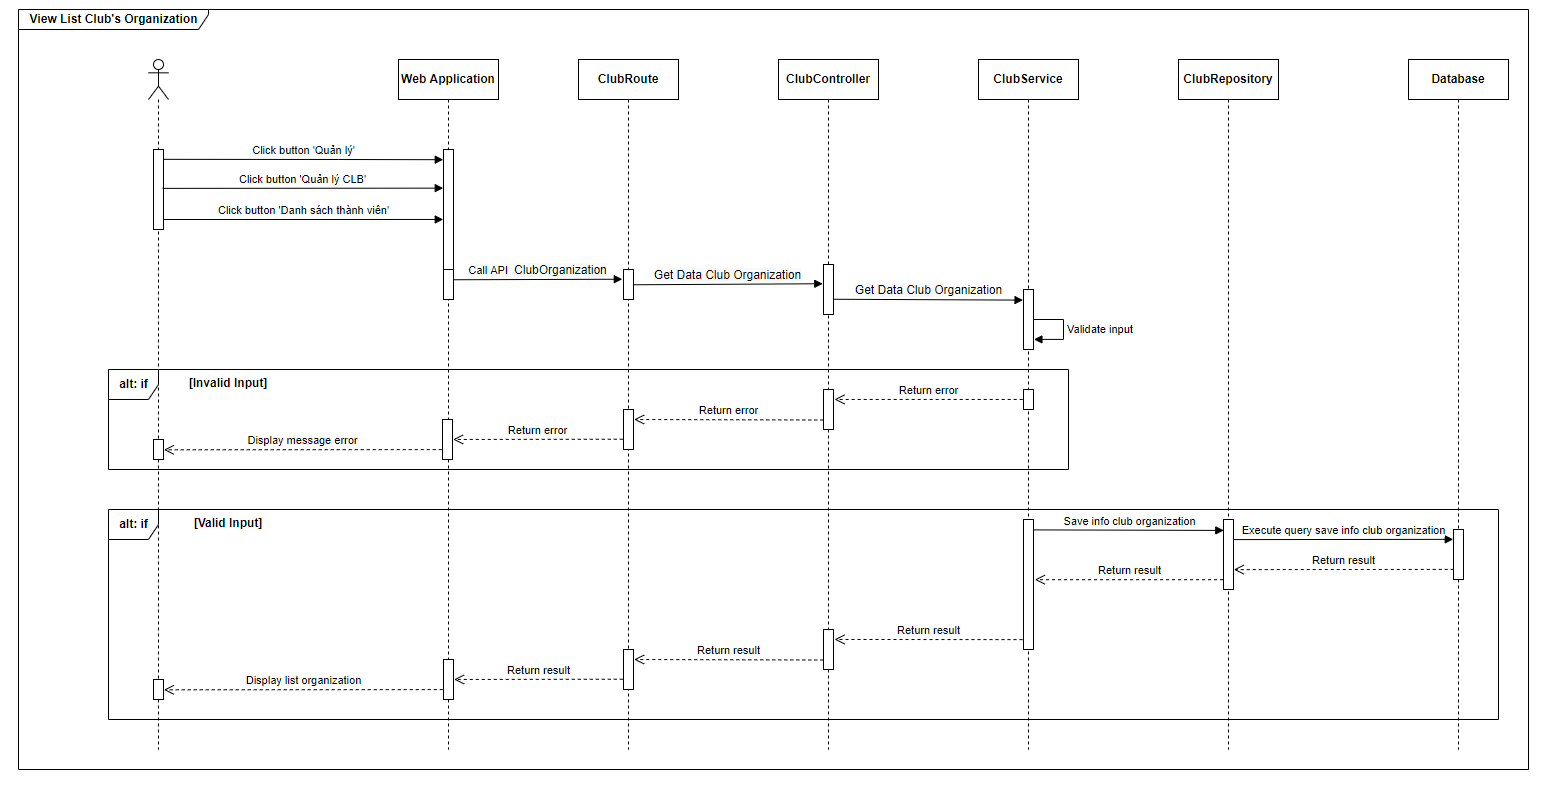 View List Club's Organization
Web Application
ClubRoute
ClubController
ClubService
ClubRepository
Database
Click button 'Quản lý'
Click button 'Quản lý CLB'
Click button 'Danh sách thành viên'
Call API  ClubOrganization
Get Data Club Organization
Get Data Club Organization
Validate input
alt: if
[Invalid Input]
Return error
Return error
Return error
Display message error
alt: if
[Valid Input]
Save info club organization
Execute query save info club organization
Return result
Return result
Return result
Return result
Return result
Display list organization